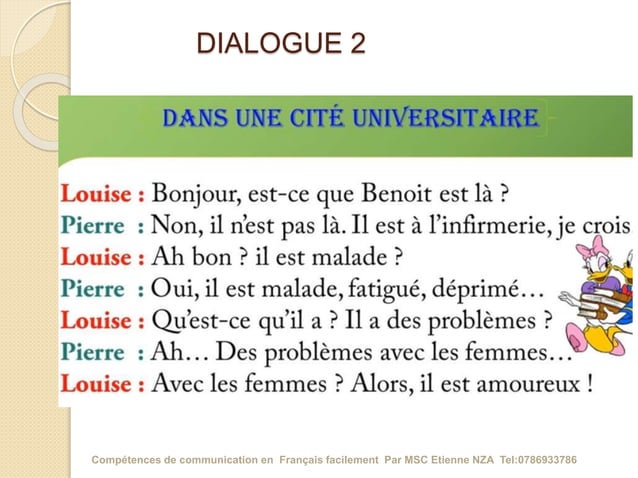 DIALOGUE 2
DANS UNE CITÉ UNIVERSITAIRE
Louise : Bonjour, est-ce que Benoit est là ?
Pierre : Non, il n'est pas là. Il est à l'infirmerie, je crois
Louise : Ah bon ? il est malade ?
Pierre : Oui, il est malade, fatigué, déprimé…
Louise : Qu'est-ce qu'il a ? Il a des problèmes ?
Pierre : Ah… Des problèmes avec les femmes…
Louise : Avec les femmes ? Alors, il est amoureux !
Compétences de communication en Français facilement Par MSC Etienne NZA Tel:0786933786